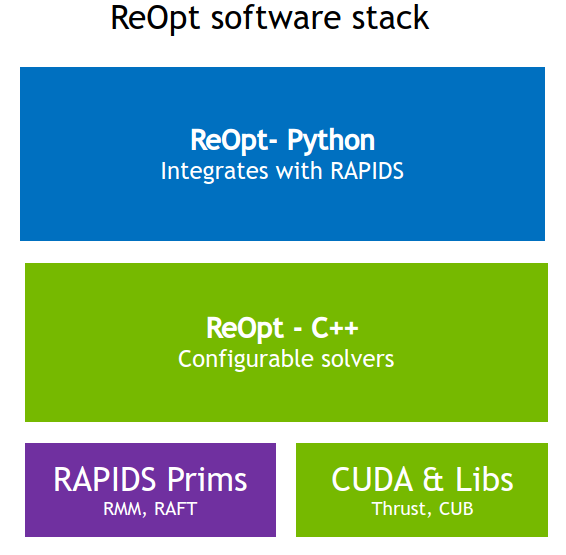 ReOpt software stack
ReOpt- Python
Integrates with RAPIDS
ReOpt - C++
Configurable solvers
RAPIDS Prims
RMM, RAFT
CUDA & Libs
Thrust, CUB